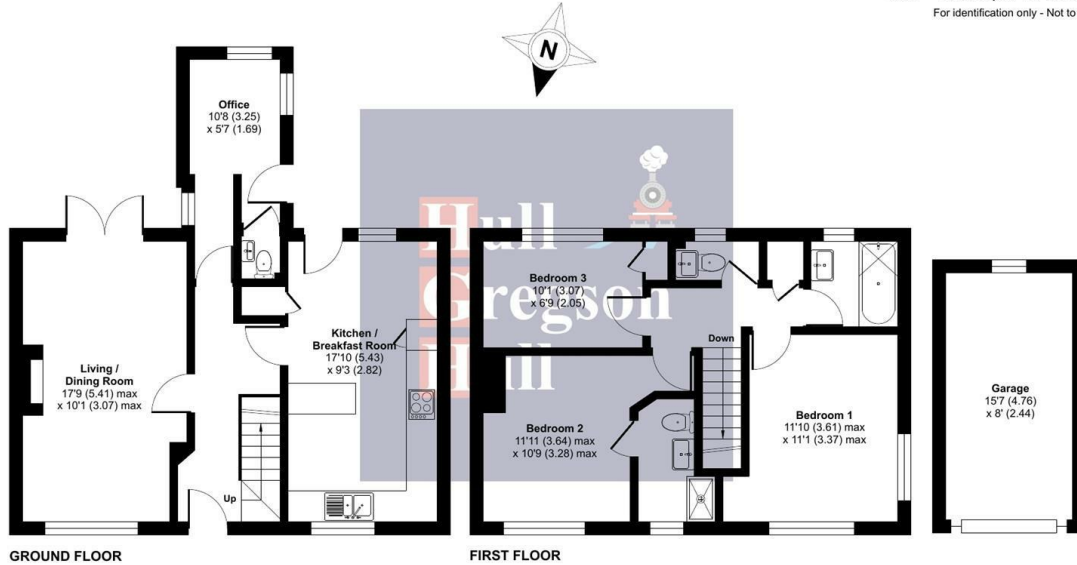 For identification only - Not to
N
Office
10'8 (3.25)
x 5'7 (1.69)
Hull
Gregson
Hull
Living /
Dining Room
17'9 (5.41) max
x 10'1 (3.07) max
Kitchen /
Breakfast Room
17'10 (5.43)
x 9'3 (2.82)
Up
GROUND FLOOR
Bedroom 3
10'1 (3.07)
x 6'9 (2.05)
Down
Bedroom 2
11'11 (3.64) max
x 10'9 (3.28) max
Bedroom 1
11'10 (3.61) max
x 11'1 (3.37) max
FIRST FLOOR
Garage
15'7 (4.76)
x 8' (2.44)